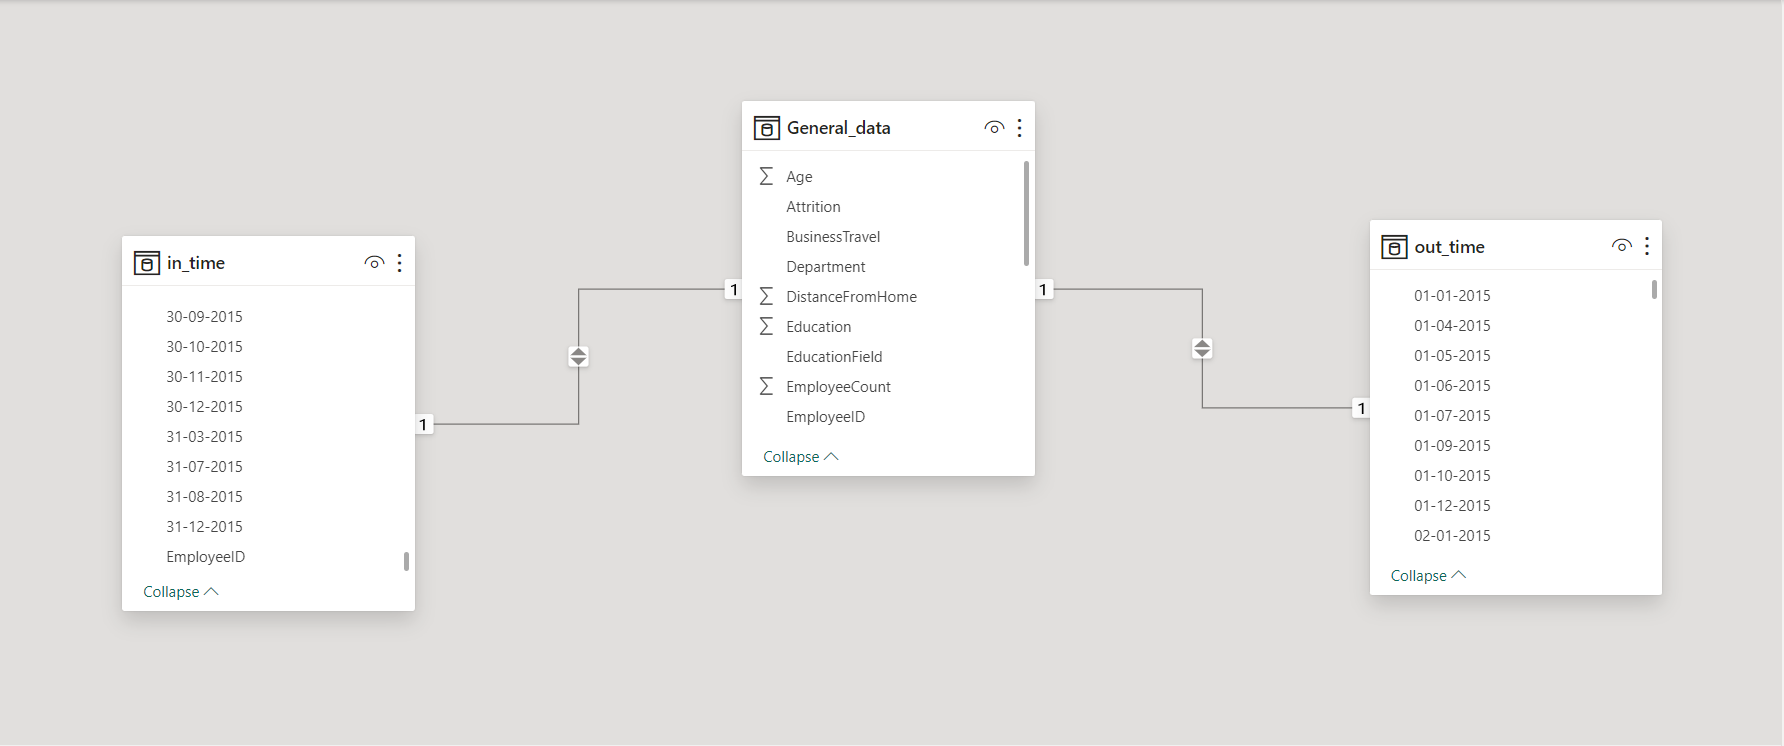 in_time
30-09-2015
30-10-2015
30-11-2015
30-12-2015
31-03-2015
31-07-2015
31-08-2015
31-12-2015
EmployeeID
Collapse
1
1
General_data
Age
Attrition
BusinessTravel
Department
DistanceFromHome
Education
EducationField
EmployeeCount
EmployeeID
Collapse
1
1
out_time
01-01-2015
01-04-2015
01-05-2015
01-06-2015
01-07-2015
01-09-2015
01-10-2015
01-12-2015
02-01-2015
Collapse